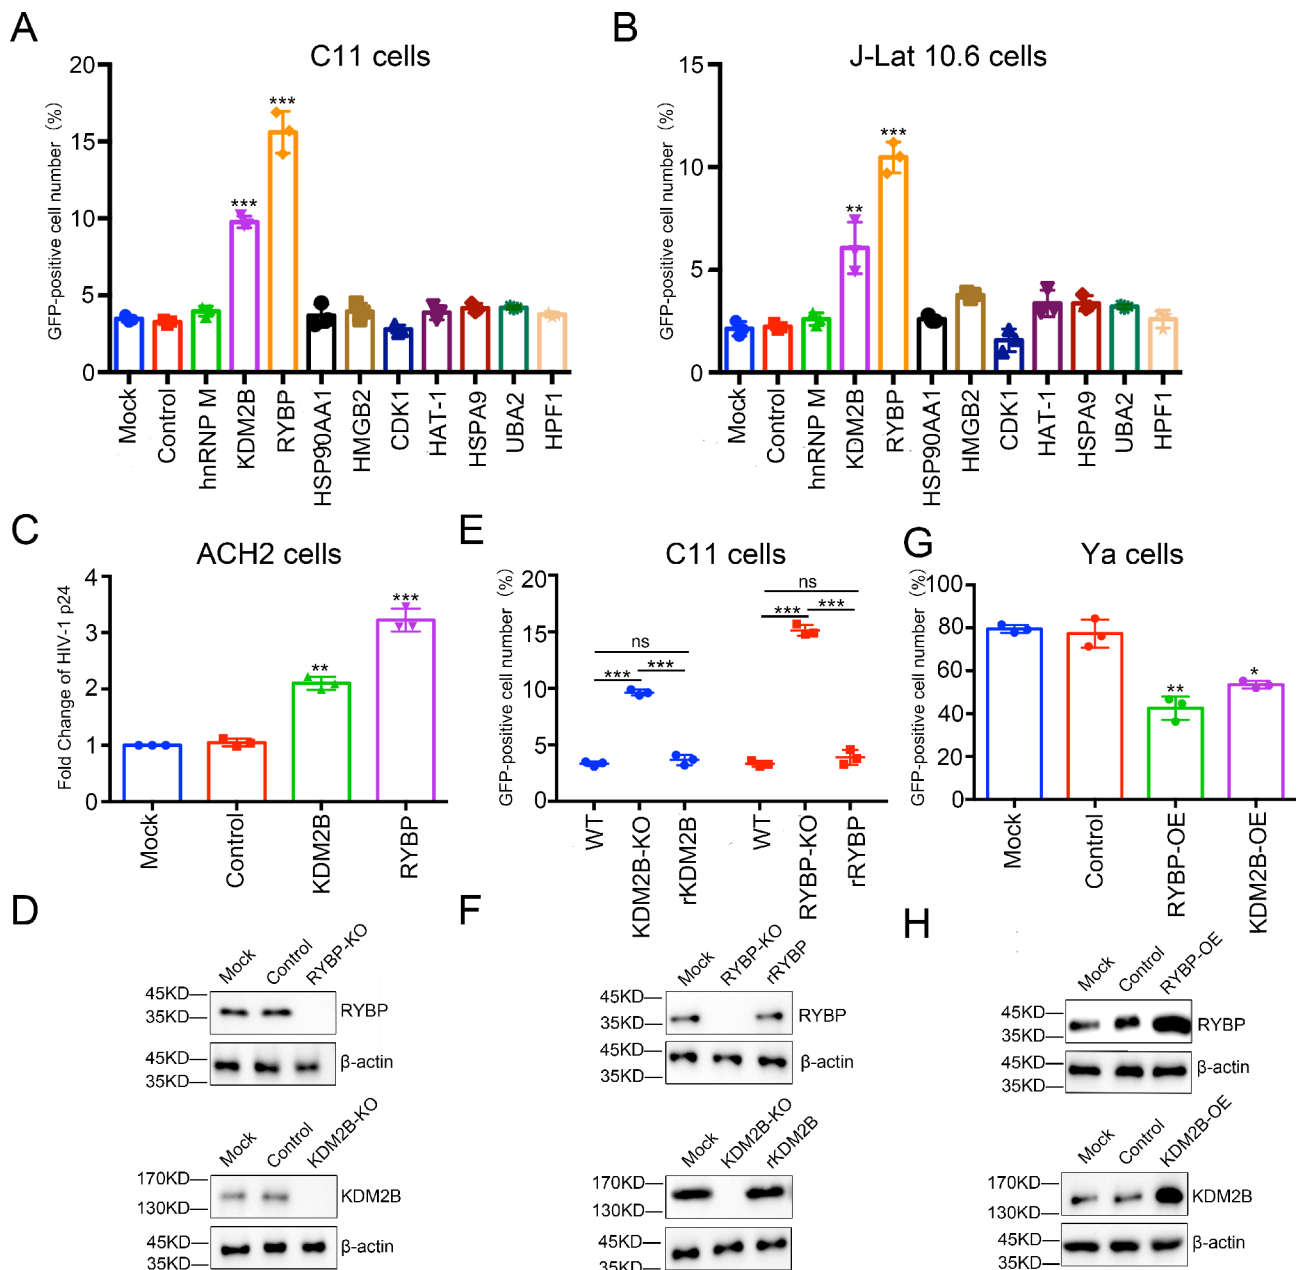 A
C11 cells
GFP-positive cell number (%)
20
15
10
5
0
***
***
Mock
Control
hnRNP M
KDM2B
RYBP
HSP90AA1
HMGB2
CDK1
HAT-1
HSPA9
UBA2
HPF1
B
J-Lat 10.6 cells
GFP-positive cell number (%)
15
10
5
0
**
***
Mock
Control
hnRNP M
KDM2B
RYBP
HSP90AA1
HMGB2
CDK1
HAT-1
HSPA9
UBA2
HPF1
C
ACH2 cells
Fold Change of HIV-1 p24
4
3
2
1
0
**
***
Mock
Control
KDM2B
RYBP
E
C11 cells
GFP-positive cell number (%)
20
15
10
5
0
ns
*** ***
ns
*** ***
WT
KDM2B-KO
rKDM2B
WT
RYBP-KO
rRYBP
G
Ya cells
GFP-positive cell number (%)
100
80
60
40
20
0
**
*
Mock
Control
RYBP-OE
KDM2B-OE
D
Mock
Control
RYBP-KO
45KD
35KD
RYBP
45KD
35KD
β-actin
Mock
Control
KDM2B-KO
170KD
130KD
KDM2B
45KD
35KD
β-actin
F
Mock
RYBP-KO
rRYBP
45KD
35KD
RYBP
45KD
35KD
β-actin
Mock
KDM2B-KO
rKDM2B
170KD
130KD
KDM2B
45KD
35KD
β-actin
H
Mock
Control
RYBP-OE
45KD
35KD
RYBP
45KD
35KD
β-actin
Mock
Control
KDM2B-OE
170KD
130KD
KDM2B
45KD
35KD
β-actin